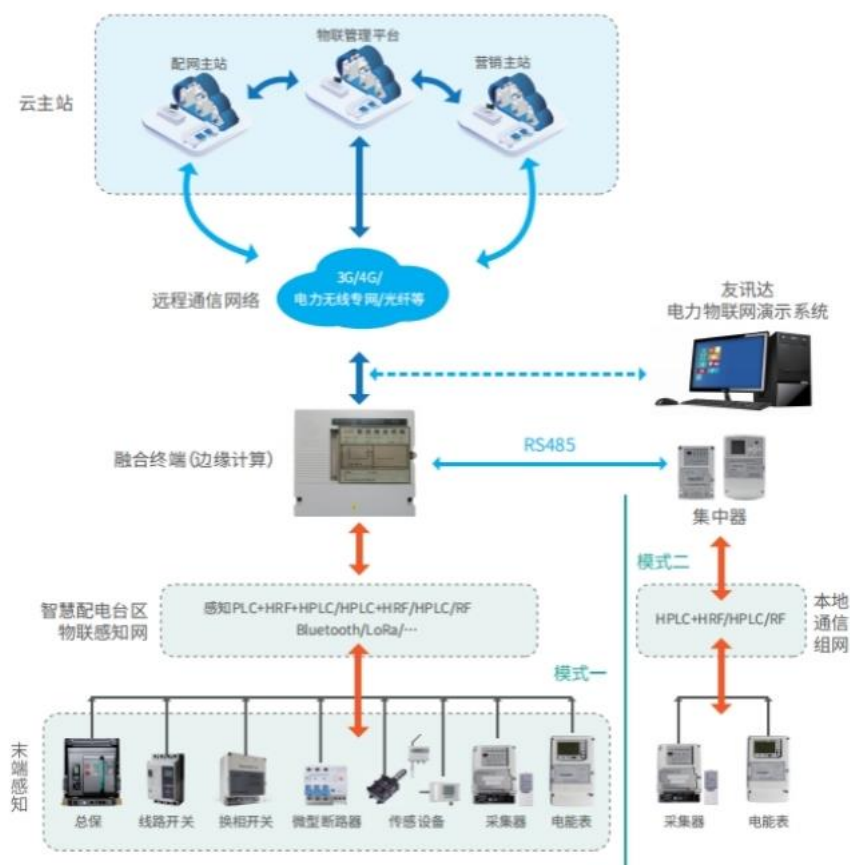 物联管理平台
配网主站
营销主站
云主站
3G/4G/
电力无线专网/光纤等
远程通信网络
友讯达
电力物联网演示系统
融合终端(边缘计算)
RS485
集中器
模式二
智慧配电台区
物联感知网
感知PLC+HRF+HPLC/HPLC+HRF/HPLC/RF
Bluetooth/LoRa/···
HPLC+HRF/HPLC/RF
本地
通信
组网
模式一
末端感知
总保
线路开关
换相开关
微型断路器
传感设备
采集器
电能表
采集器
电能表